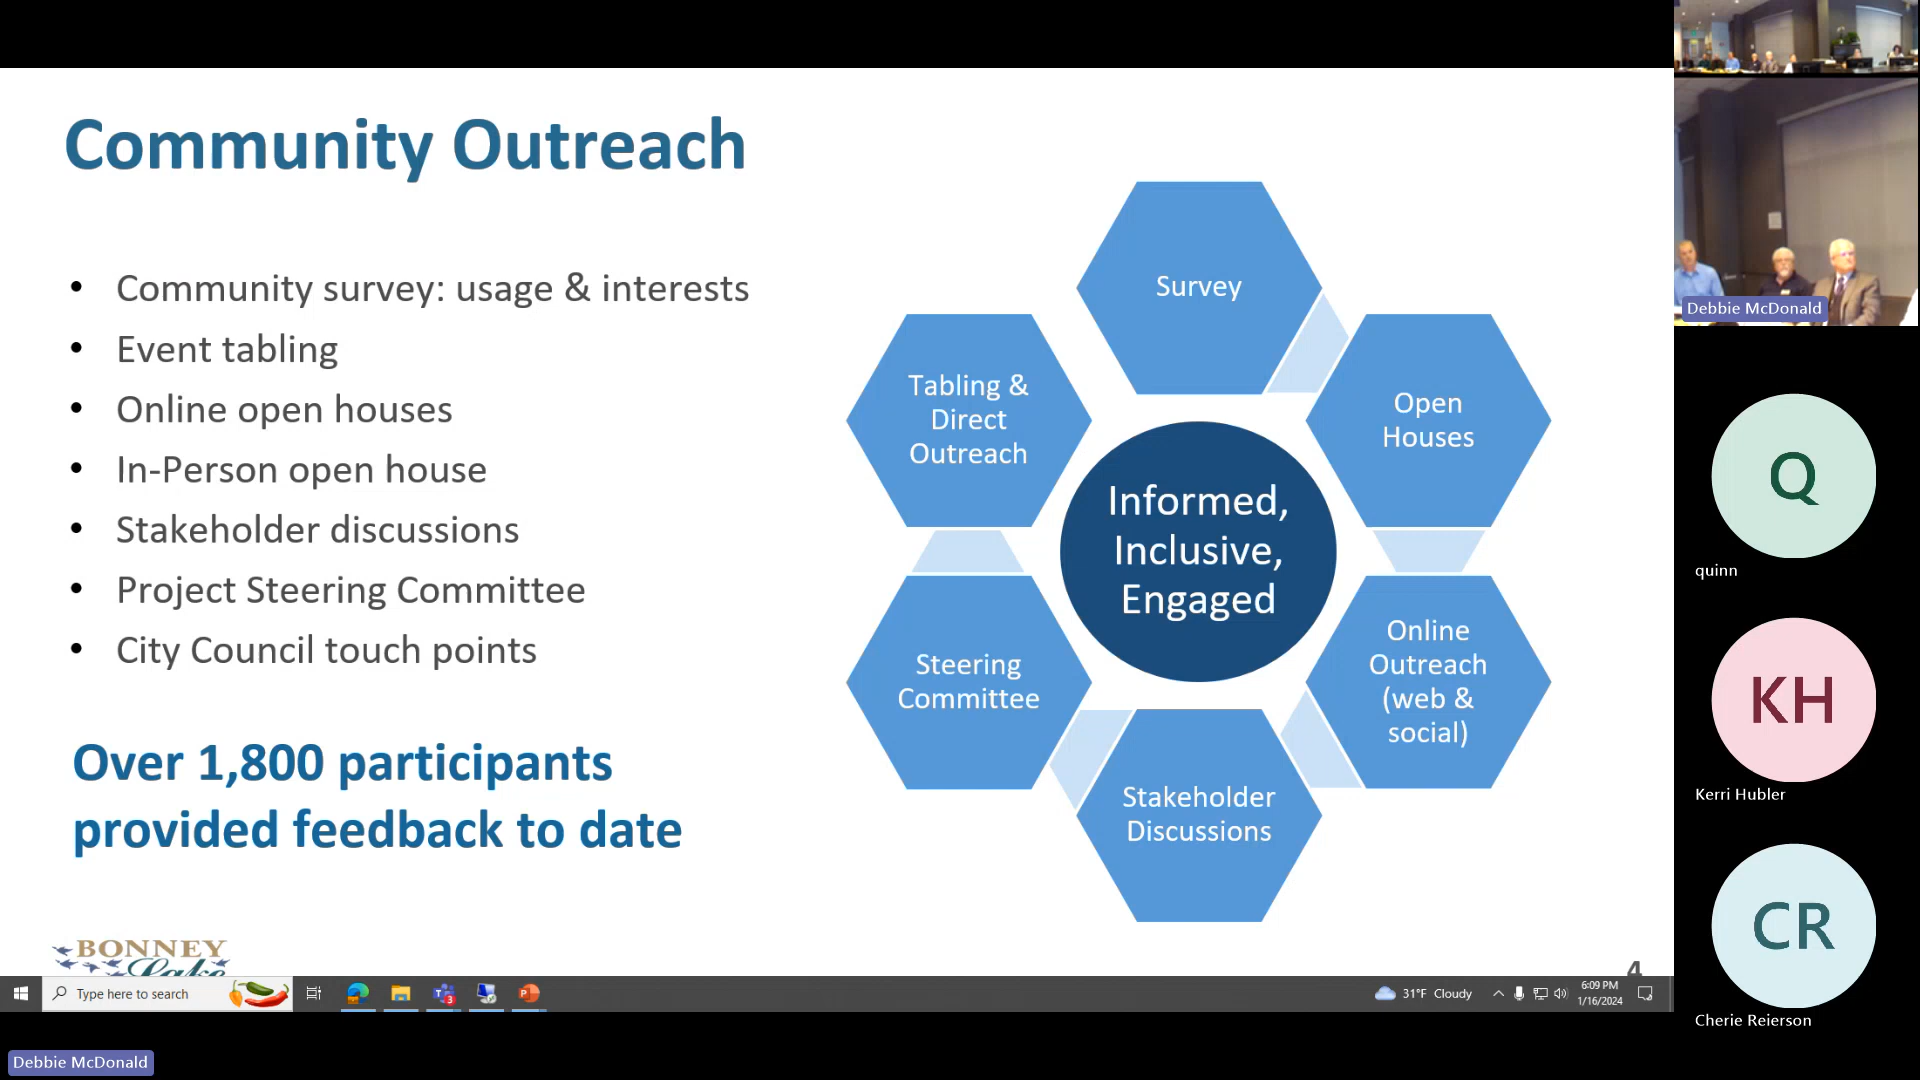 Community Outreach
• Community survey: usage & interests
• Event tabling
• Online open houses
• In-Person open house
• Stakeholder discussions
• Project Steering Committee
• City Council touch points
Over 1,800 participants
provided feedback to date
Survey
Open
Houses
Online
Outreach
(web &
social)
Stakeholder
Discussions
Steering
Committee
Tabling &
Direct
Outreach
Informed,
Inclusive,
Engaged
BONNEY
Lake
4
Type here to search
31°F Cloudy
6:09 PM
1/16/2024
Debbie McDonald
Debbie McDonald
Q
quinn
KH
Kerri Hubler
CR
Cherie Reierson